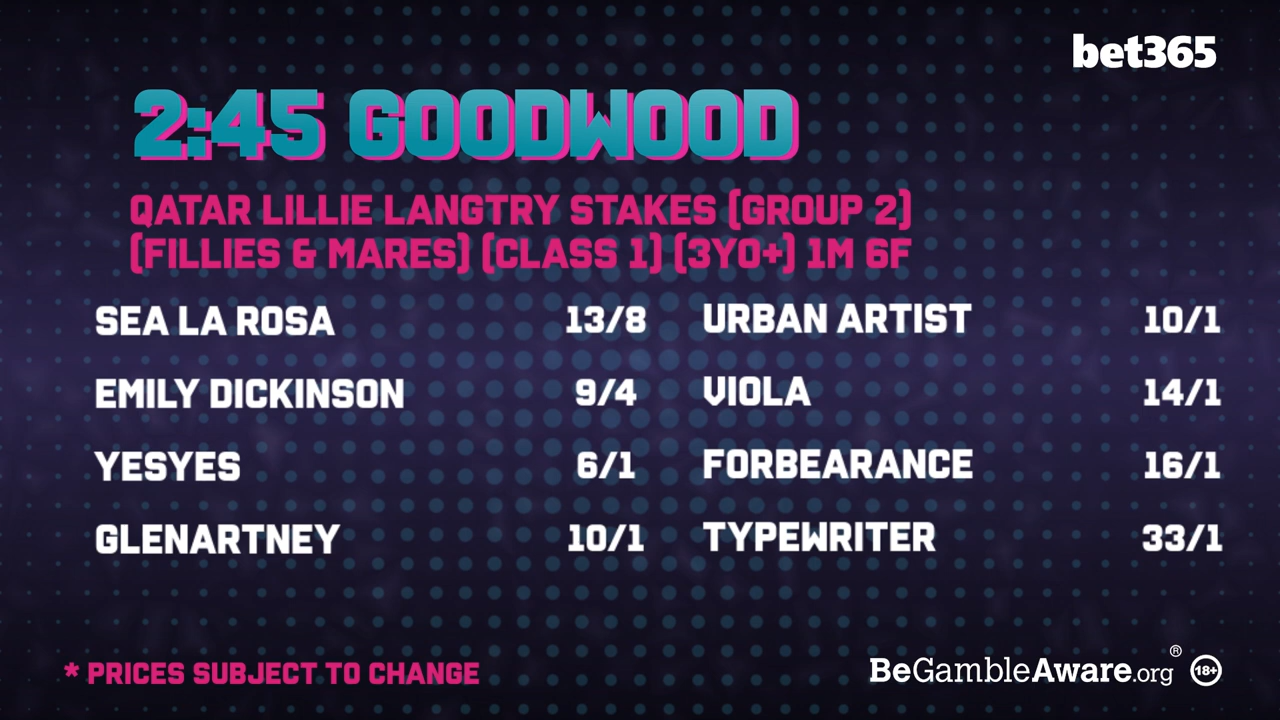 bet365
2:45 GOODWOOD
QATAR LILLIE LANGTRY STAKES (GROUP 2)
(FILLIES & MARES) (CLASS 1) (3YO+) 1M 6F
SEA LA ROSA 13/8
EMILY DICKINSON 9/4
YESYES 6/1
GLENARTNEY 10/1
URBAN ARTIST 10/1
VIOLA 14/1
FORBEARANCE 16/1
TYPEWRITER 33/1
* PRICES SUBJECT TO CHANGE
BeGambleAware.org® 18+